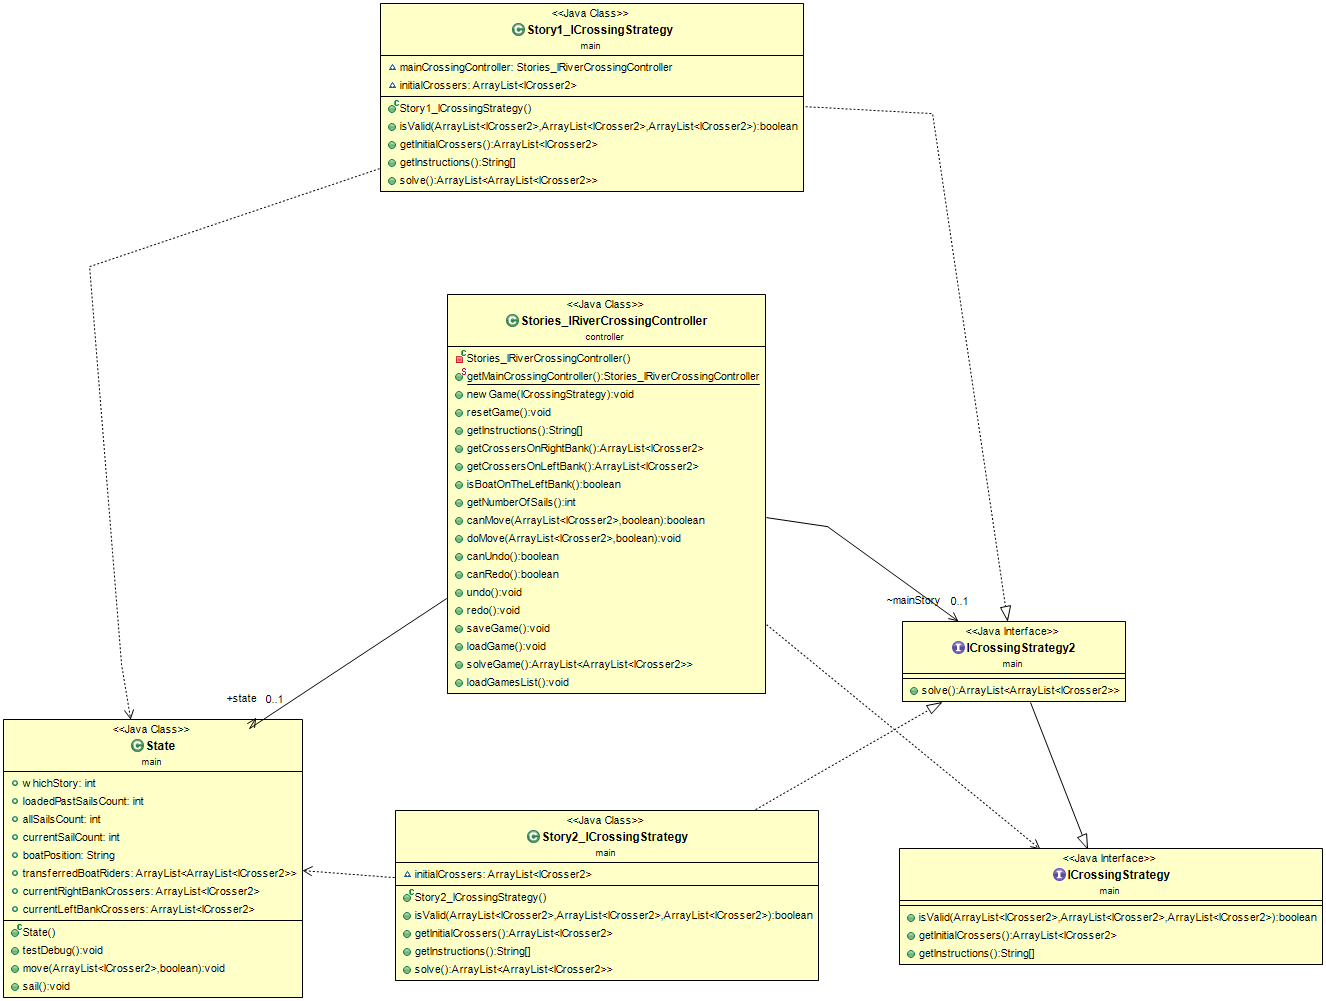 <<Java Class>>
Story1_ICrossingStrategy
main
mainCrossingController: Stories_IRiverCrossingController
initialCrossers: ArrayList<ICrosser2>
Story1_ICrossingStrategy()
isValid(ArrayList<ICrosser2>,ArrayList<ICrosser2>,ArrayList<ICrosser2>):boolean
getInitialCrossers():ArrayList<ICrosser2>
getInstructions():String[]
solve():ArrayList<ArrayList<ICrosser2>>
<<Java Class>>
Stories_IRiverCrossingController
controller
Stories_IRiverCrossingController()
getMainCrossingController():Stories_IRiverCrossingController
newGame(ICrossingStrategy):void
resetGame():void
getInstructions():String[]
getCrossersOnRightBank():ArrayList<ICrosser2>
getCrossersOnLeftBank():ArrayList<ICrosser2>
isBoatOnTheLeftBank():boolean
getNumberOfSails():int
canMove(ArrayList<ICrosser2>,boolean):boolean
doMove(ArrayList<ICrosser2>,boolean):void
canUndo():boolean
canRedo():boolean
undo():void
redo():void
saveGame():void
loadGame():void
solveGame():ArrayList<ArrayList<ICrosser2>>
loadGamesList():void
~mainStory 0..1
+state 0..1
<<Java Interface>>
ICrossingStrategy2
main
solve():ArrayList<ArrayList<ICrosser2>>
<<Java Class>>
State
main
whichStory: int
loadedPastSailsCount: int
allSailsCount: int
currentSailCount: int
boatPosition: String
transferredBoatRiders: ArrayList<ArrayList<ICrosser2>>
currentRightBankCrossers: ArrayList<ICrosser2>
currentLeftBankCrossers: ArrayList<ICrosser2>
State()
testDebug():void
move(ArrayList<ICrosser2>,boolean):void
sail():void
<<Java Class>>
Story2_ICrossingStrategy
main
initialCrossers: ArrayList<ICrosser2>
Story2_ICrossingStrategy()
isValid(ArrayList<ICrosser2>,ArrayList<ICrosser2>,ArrayList<ICrosser2>):boolean
getInitialCrossers():ArrayList<ICrosser2>
getInstructions():String[]
solve():ArrayList<ArrayList<ICrosser2>>
<<Java Interface>>
ICrossingStrategy
main
isValid(ArrayList<ICrosser2>,ArrayList<ICrosser2>,ArrayList<ICrosser2>):boolean
getInitialCrossers():ArrayList<ICrosser2>
getInstructions():String[]